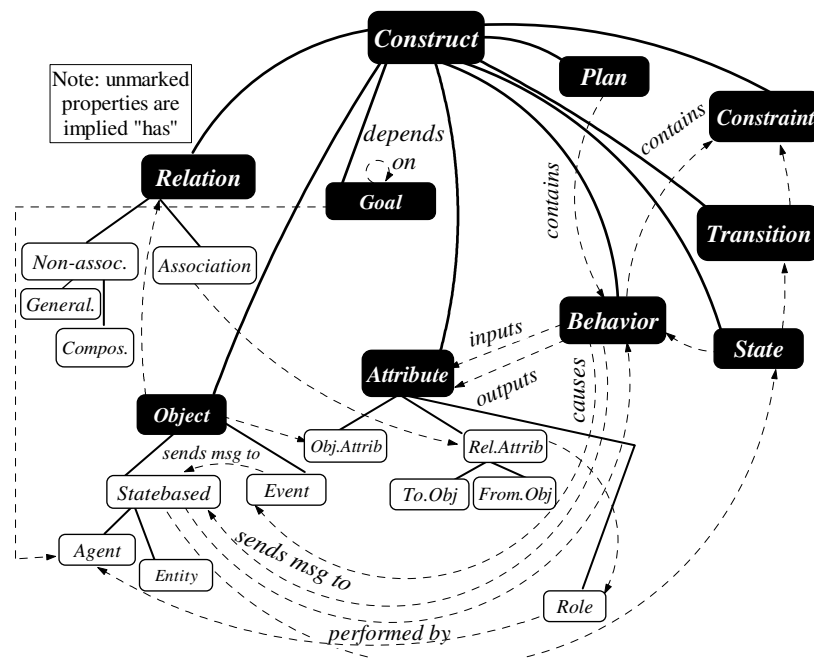 Construct
Plan
Note: unmarked
properties are
implied "has"
Constraint
contains
depends
on
Relation
Goal
contains
Transition
Non-assoc.
Association
General.
Behavior
inputs
Compos.
State
Attribute
outputs
causes
Object
Obj.Attrib
Rel.Attrib
sends msg to
Statebased
Event
To.Obj
From.Obj
sends msg to
Agent
Entity
Role
performed by